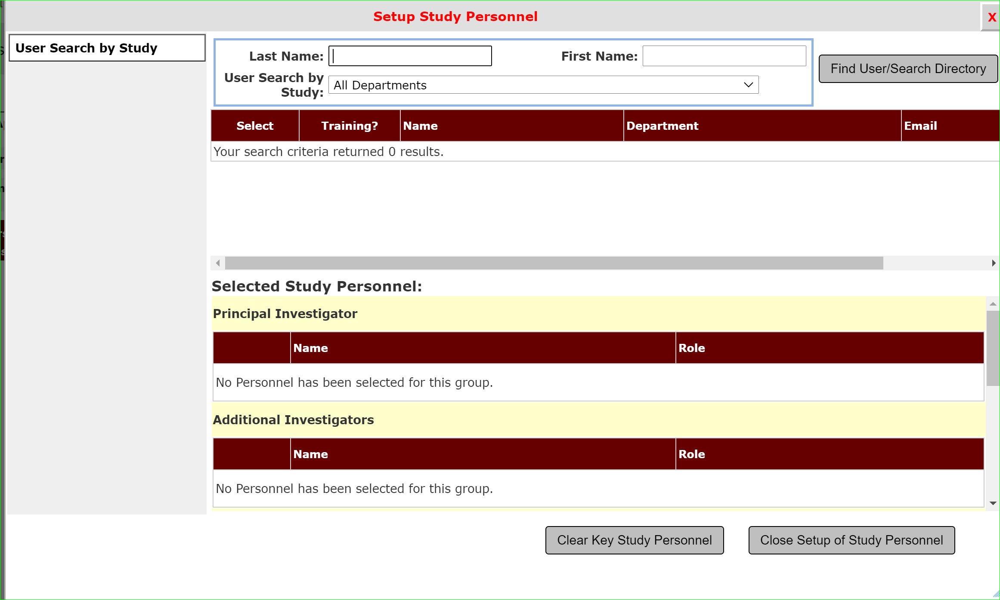 Setup Study Personnel
X
User Search by Study
Last Name:
First Name:
Find User/Search Directory
User Search by
Study:
All Departments
Select Training? Name Department Email
Your search criteria returned 0 results.
Selected Study Personnel:
Principal Investigator
Name Role
No Personnel has been selected for this group.
Additional Investigators
Name Role
No Personnel has been selected for this group.
Clear Key Study Personnel
Close Setup of Study Personnel